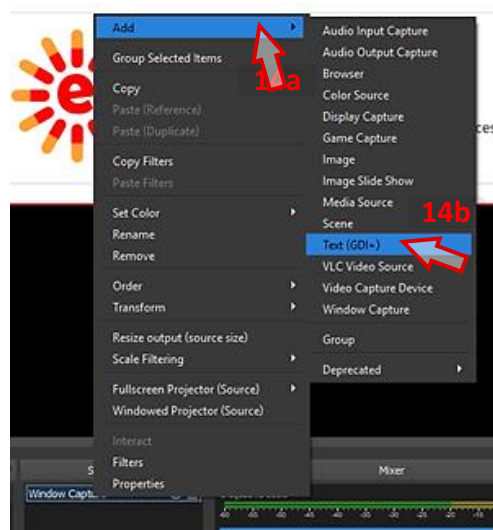 Add
Group Selected Items
Copy
Paste (Reference)
Paste (Duplicate)
Copy Filters
Paste Filters
Set Color
Rename
Remove
Order
Transform
Resize output (source size)
Scale Filtering
Fullscreen Projector (Source)
Windowed Projector (Source)
Interact
Filters
Properties
Audio Input Capture
Audio Output Capture
Browser
Color Source
Display Capture
Game Capture
Image
Image Slide Show
Media Source
Scene
Text (GDI+)
VLC Video Source
Video Capture Device
Window Capture
Group
Deprecated
14b
e
ces
S
Mixer
Window Captu